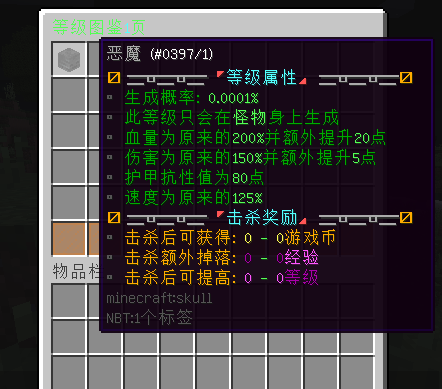 等级图鉴
恶魔 (#0397/1)
等级属性
生成概率: 0.0001%
此等级只会在怪物身上生成
血量为原来的200%并额外提升20点
伤害为原来的150%并额外提升5点
护甲抗性值为80点
速度为原来的125%
击杀奖励
击杀后可获得: 0 - 0游戏币
击杀额外掉落: 0 - 0经验
击杀后可提高: 0 - 0等级
物品栏
minecraft:skull
NBT:1个标签